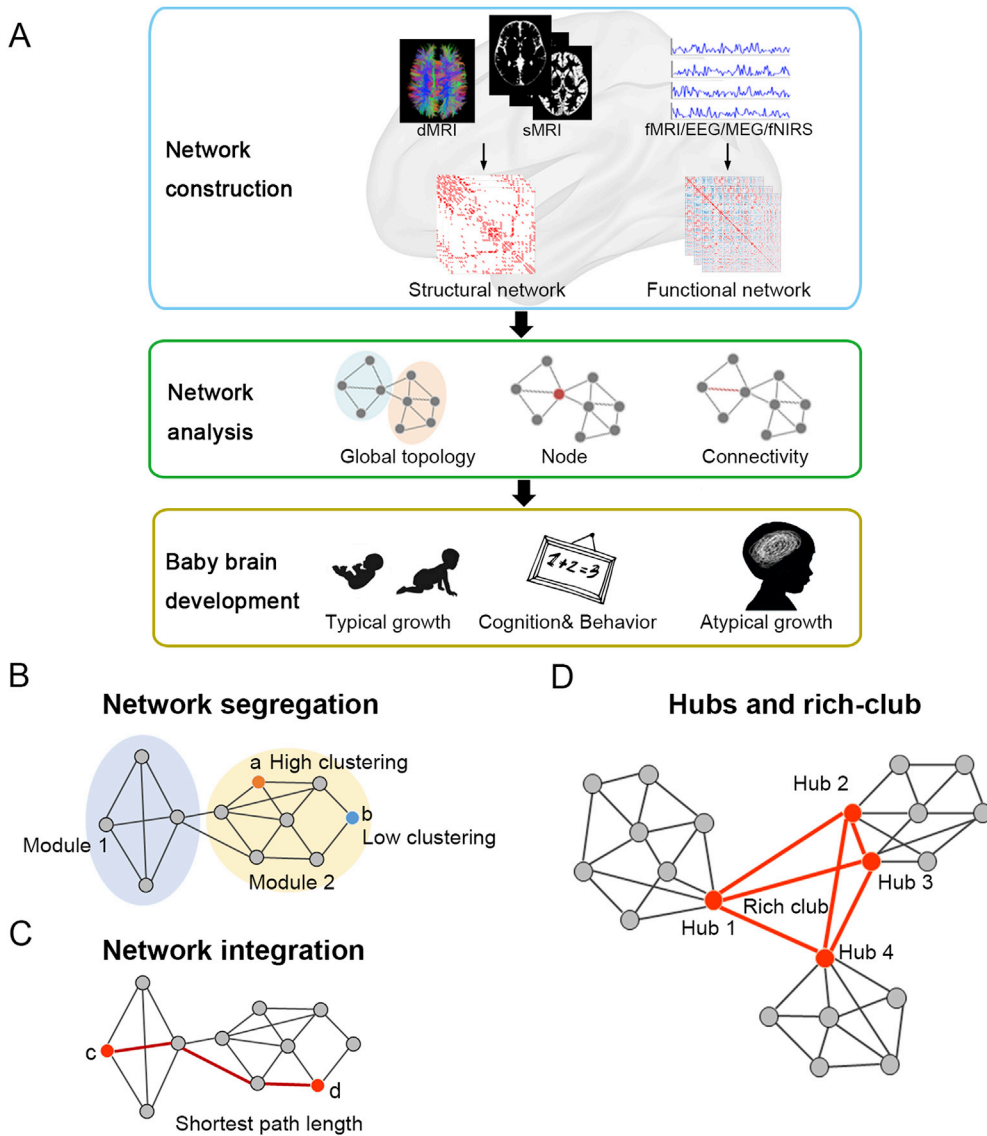 A
dMRI
sMRI
fMRI/EEG/MEG/fNIRS
Network
construction
Structural network
Functional network
Network
analysis
Global topology
Node
Connectivity
Baby brain
development
1+2=3
Typical growth
Cognition& Behavior
Atypical growth
B
Network segregation
a High clustering
b
Low clustering
Module 1
Module 2
C
Network integration
c
d
Shortest path length
D
Hubs and rich-club
Hub 2
Hub 3
Rich club
Hub 1
Hub 4